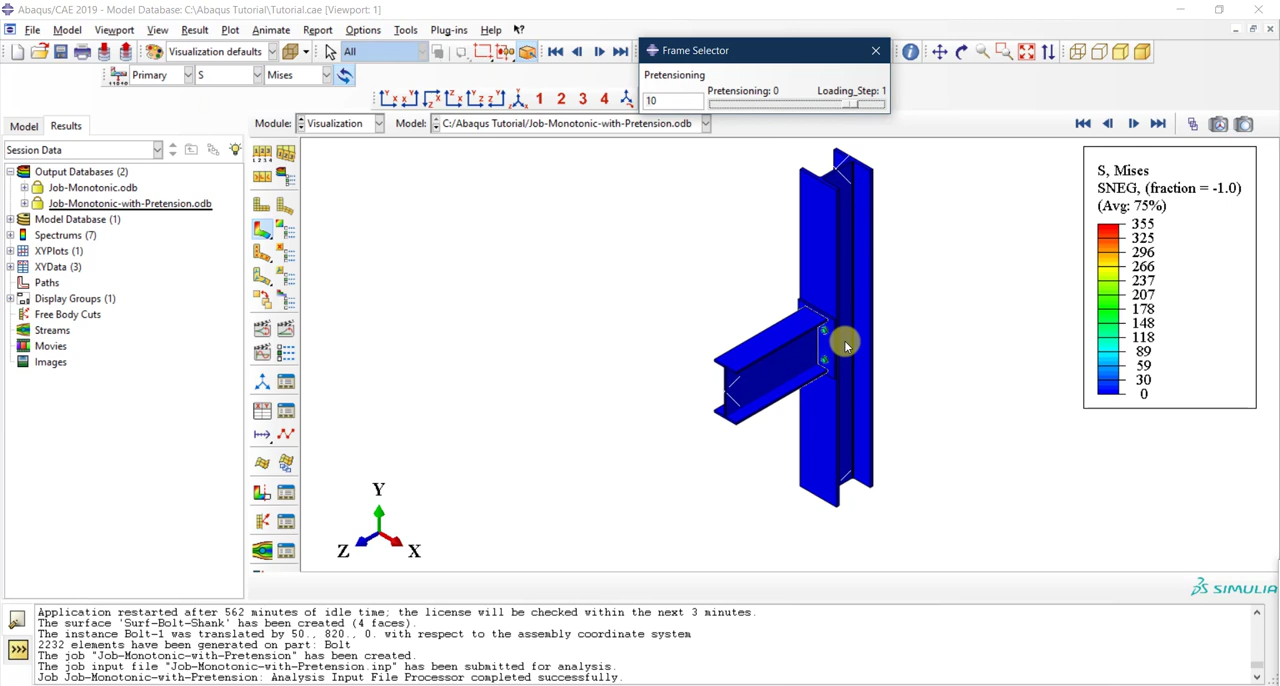 Abaqus/CAE 2019 - Model Database: C:\Abaqus Tutorial\Tutorial.cae [Viewport: 1]
File Model Viewport View Result Plot Animate Report Options Tools Plug-ins Help
Visualization defaults All
Frame Selector
Pretensioning
Pretensioning: 0 Loading_Step: 1
10
Primary S Mises
1 2 3 4
Model Results
Module: Visualization Model: C:/Abaqus Tutorial/Job-Monotonic-with-Pretension.odb
Session Data
Output Databases (2)
Job-Monotonic.odb
Job-Monotonic-with-Pretension.odb
Model Database (1)
Spectrums (7)
XYPlots (1)
XYData (3)
Paths
Display Groups (1)
Free Body Cuts
Streams
Movies
Images
S, Mises
SNEG, (fraction = -1.0)
(Avg: 75%)
355
325
296
266
237
207
178
148
118
89
59
30
0
Y
Z X
SIMULIA
Application restarted after 562 minutes of idle time; the license will be checked within the next 3 minutes.
The surface 'Surf-Bolt-Shank' has been created (4 faces).
The instance Bolt-1 was translated by 50., 820., 0. with respect to the assembly coordinate system
2232 elements have been generated on part: Bolt
The job "Job-Monotonic-with-Pretension" has been created.
The job input file "Job-Monotonic-with-Pretension.inp" has been submitted for analysis.
Job Job-Monotonic-with-Pretension: Analysis Input File Processor completed successfully.